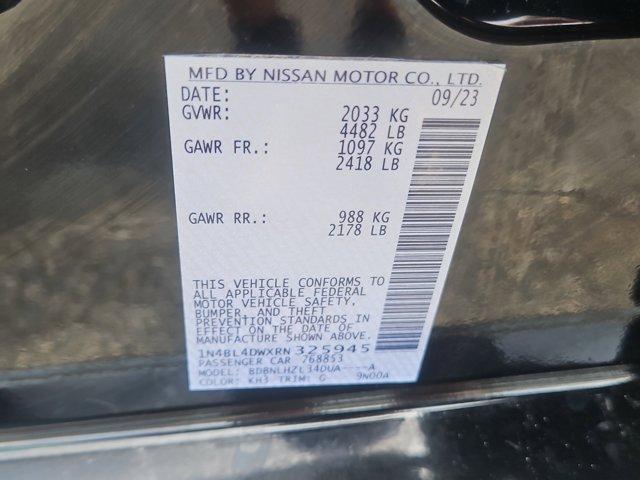 MFD BY NISSAN MOTOR CO., LTD.
DATE: 09/23
GVWR: 2033 KG
4482 LB
GAWR FR.: 1097 KG
2418 LB
GAWR RR.: 988 KG
2178 LB
THIS VEHICLE CONFORMS TO
ALL APPLICABLE FEDERAL
MOTOR VEHICLE SAFETY,
BUMPER, AND THEFT
PREVENTION STANDARDS IN
EFFECT ON THE DATE OF
MANUFACTURE SHOWN ABOVE.
1N4BL4DWXRN325945
PASSENGER CAR 768853
MODEL: BDBNLHZL34DUA----A
COLOR: KH3 TRIM: G 9N00A